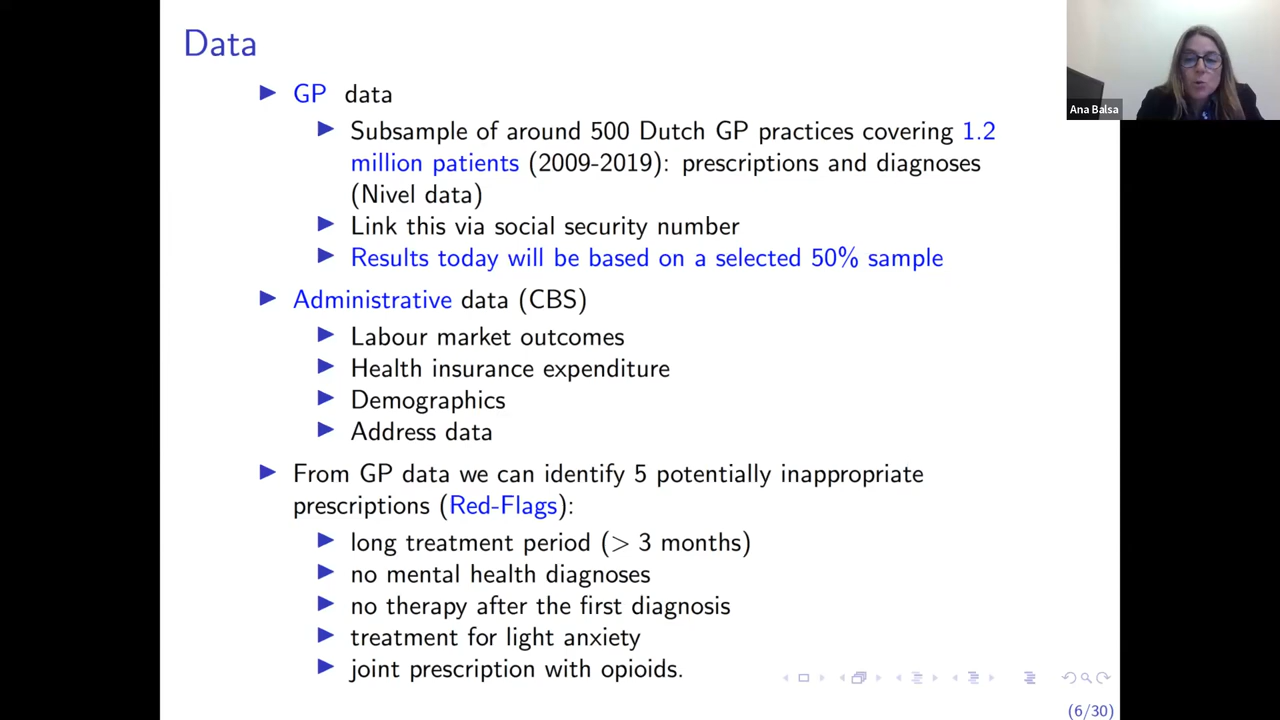 Data
GP data
Subsample of around 500 Dutch GP practices covering 1.2
million patients (2009-2019): prescriptions and diagnoses
(Nivel data)
Link this via social security number
Results today will be based on a selected 50% sample
Administrative data (CBS)
Labour market outcomes
Health insurance expenditure
Demographics
Address data
From GP data we can identify 5 potentially inappropriate
prescriptions (Red-Flags):
long treatment period (> 3 months)
no mental health diagnoses
no therapy after the first diagnosis
treatment for light anxiety
joint prescription with opioids.
(6/30)
Ana Balsa